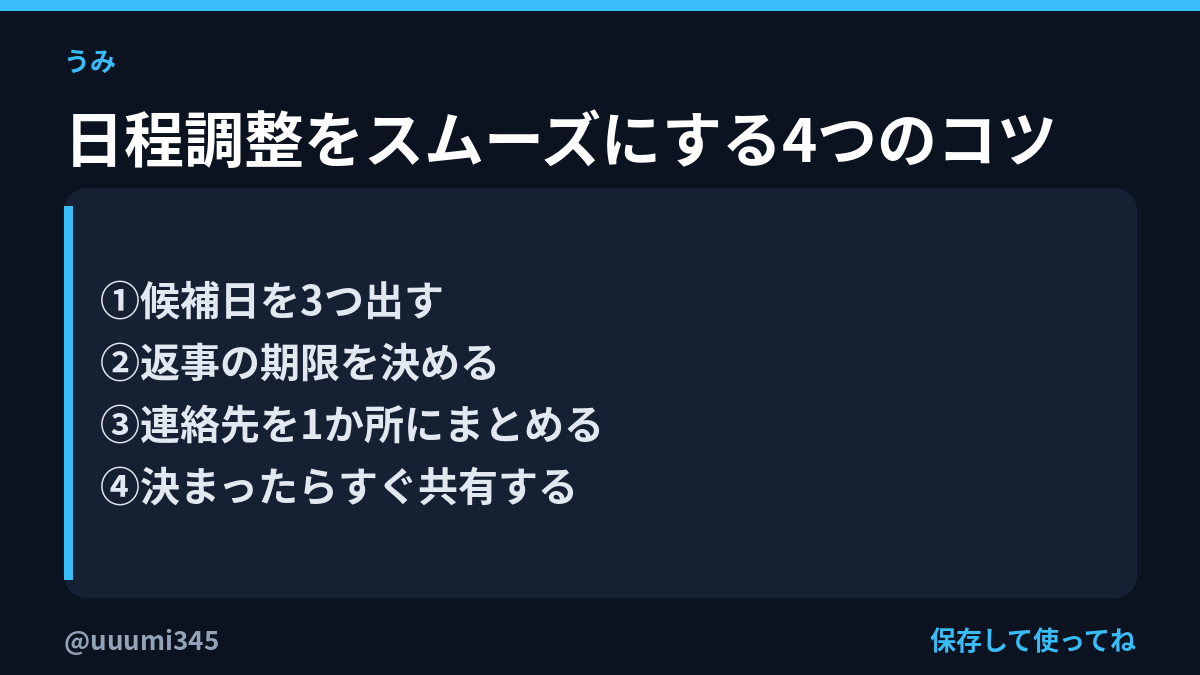 うみ
日程調整をスムーズにする4つのコツ
①候補日を3つ出す
②返事の期限を決める
③連絡先を1か所にまとめる
④決まったらすぐ共有する
@uuumi345
保存して使ってね